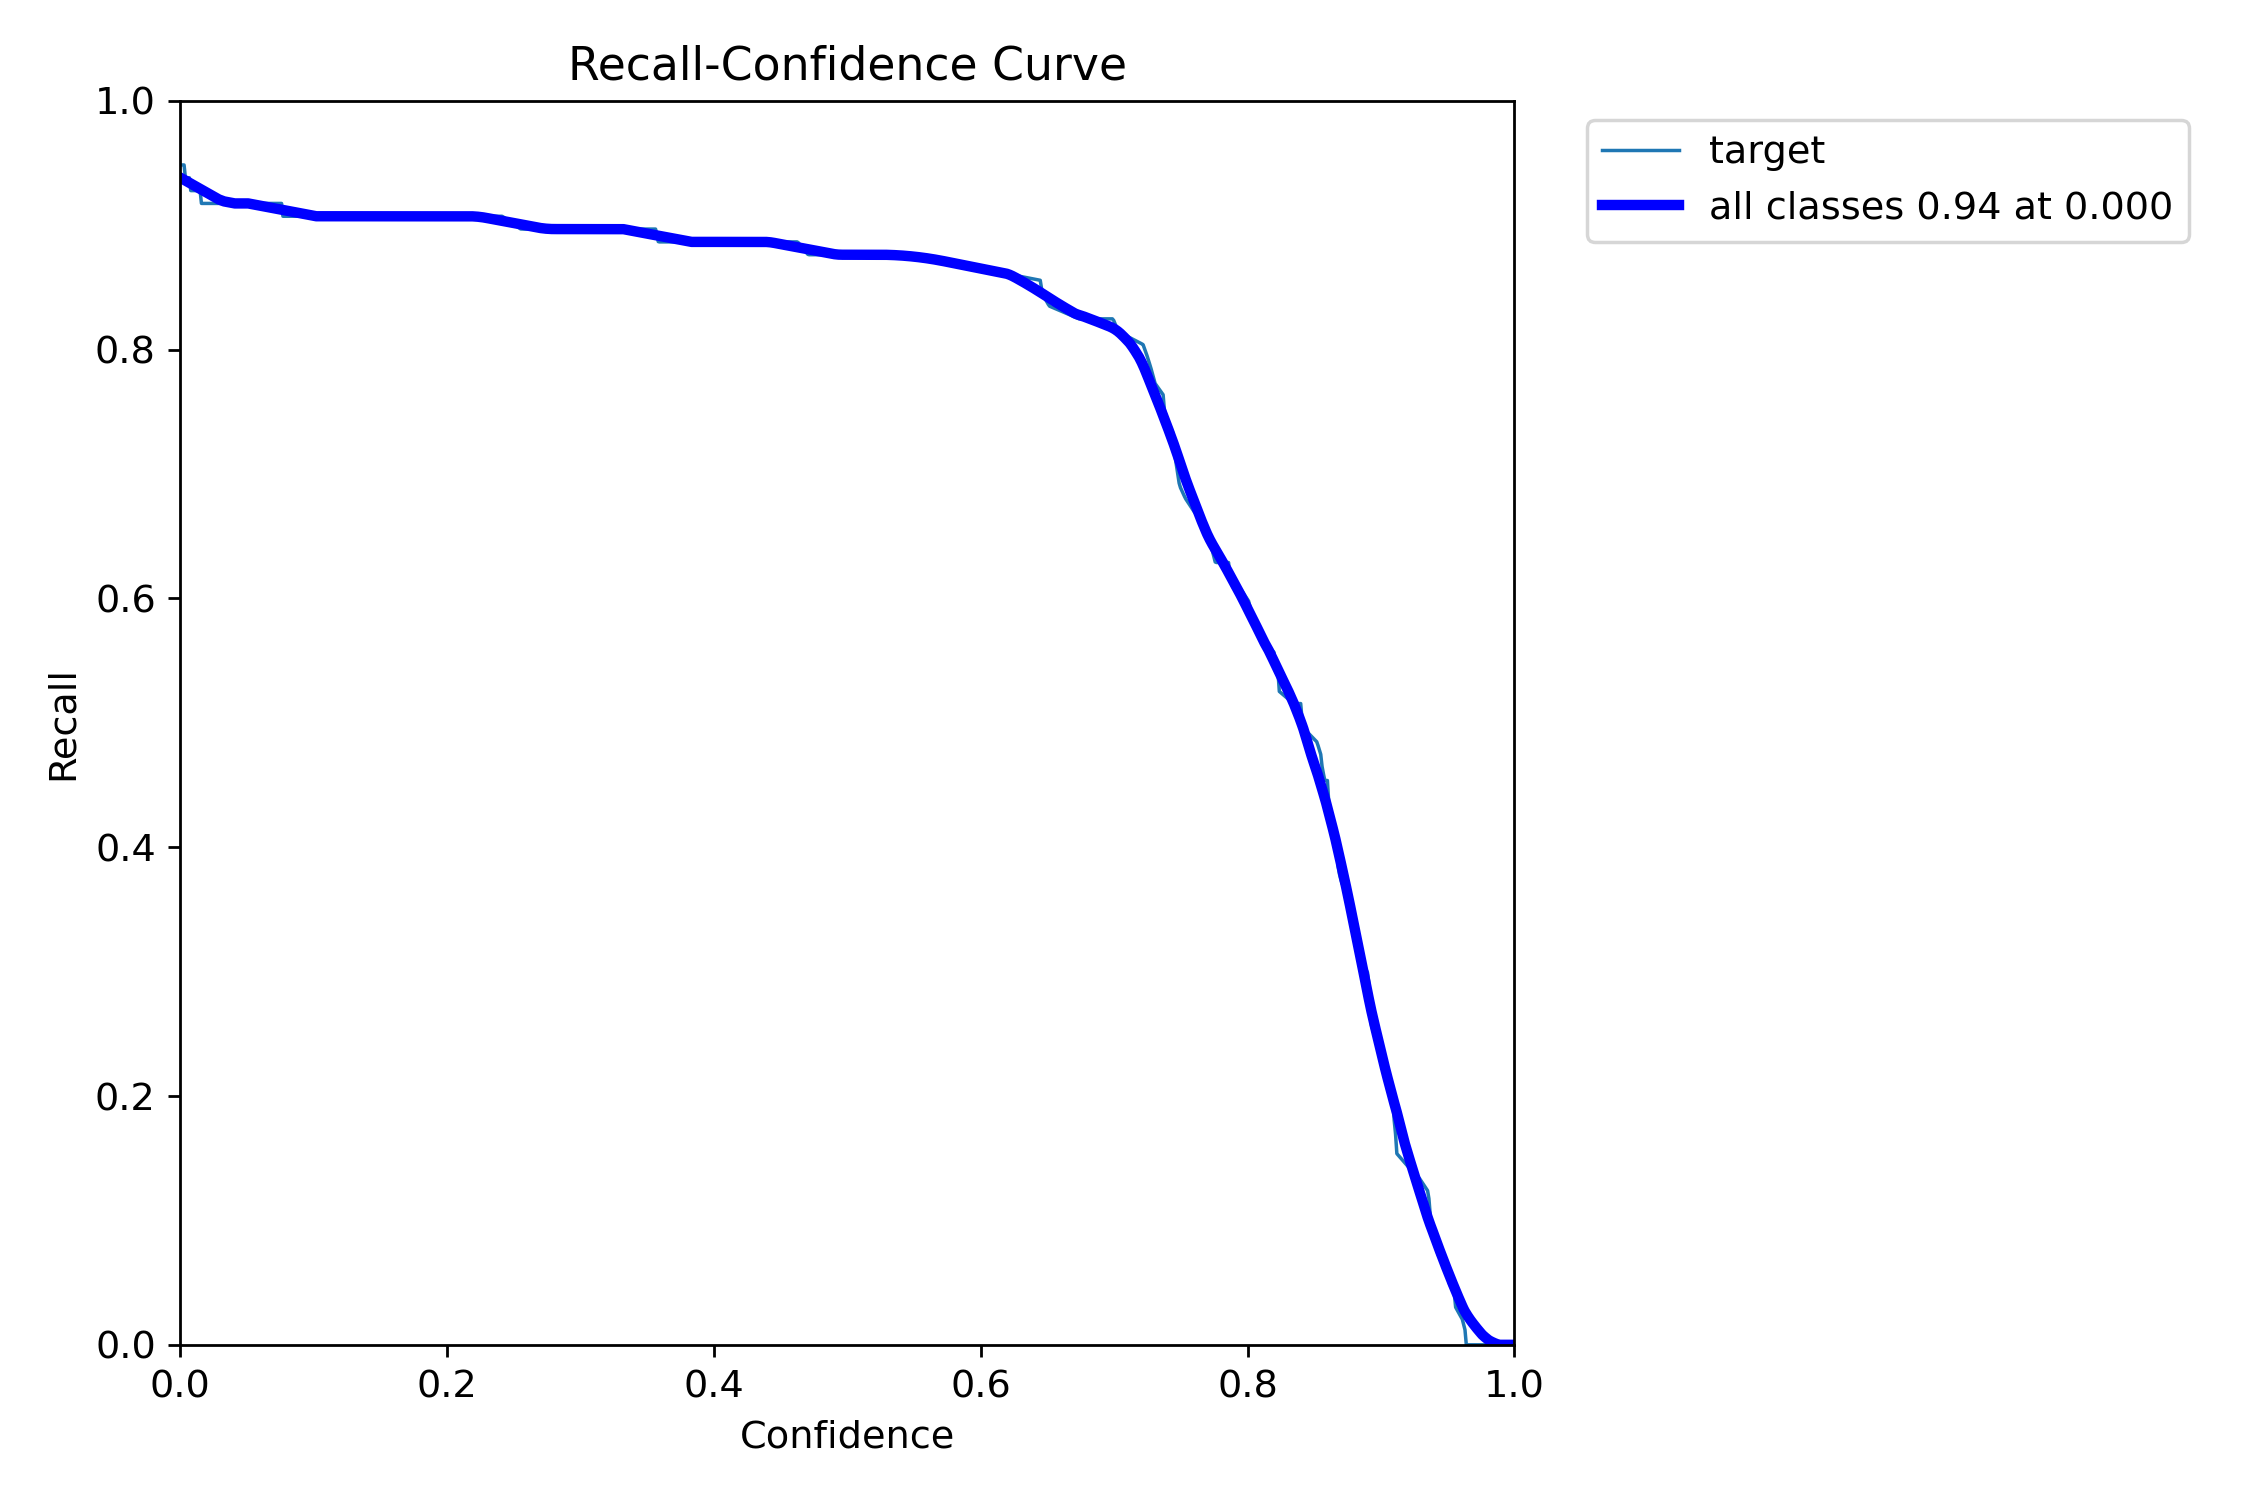 Recall-Confidence Curve
1.0
0.8
0.6
0.4
0.2
0.0
Recall
0.0 0.2 0.4 0.6 0.8 1.0
Confidence
target
all classes 0.94 at 0.000